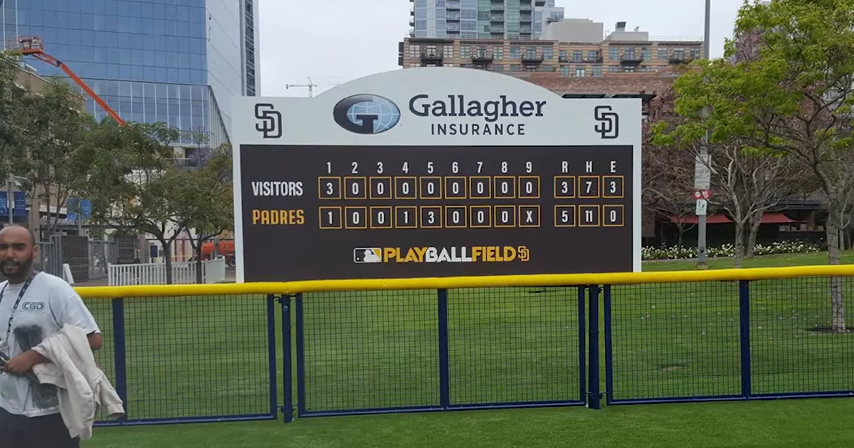 SD
G
Gallagher
INSURANCE
SD
1 2 3 4 5 6 7 8 9 R H E
VISITORS 3 0 0 0 0 0 0 0 0 3 7 3
PADRES 1 0 0 1 3 0 0 0 X 5 11 0
PLAYBALLFIELD SD
CGD